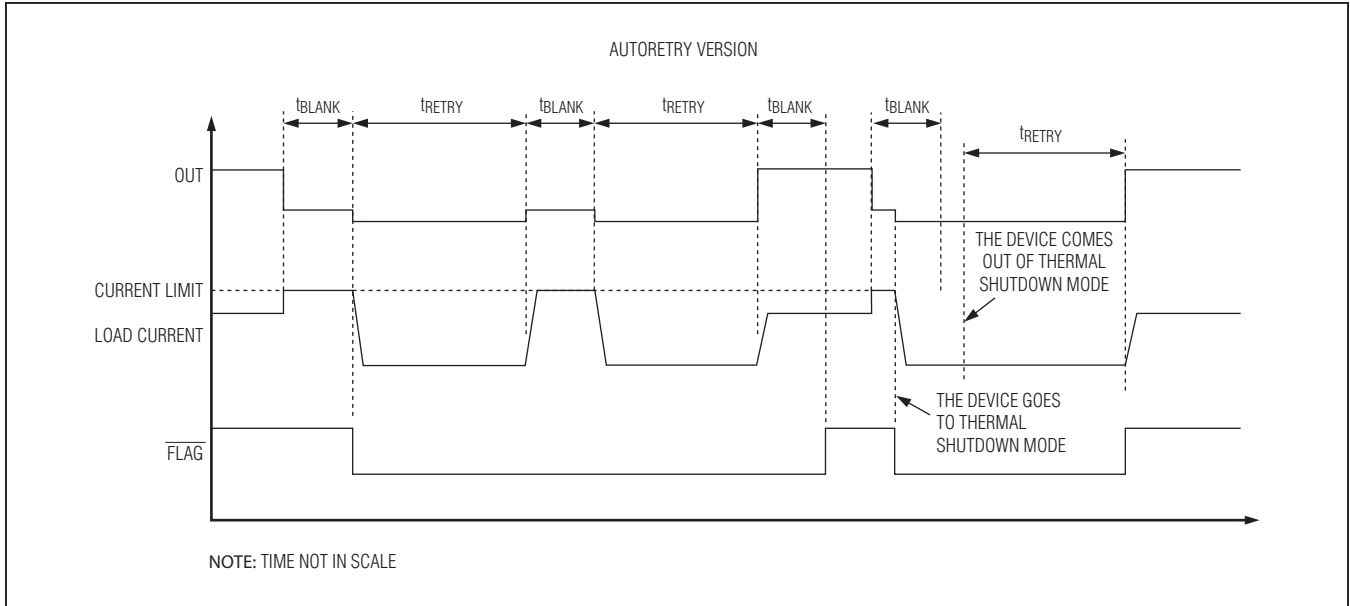 AUTORETRY VERSION
tBLANK
tRETRY
tBLANK
tRETRY
tBLANK
tBLANK
tRETRY
OUT
THE DEVICE COMES
OUT OF THERMAL
SHUTDOWN MODE
CURRENT LIMIT
LOAD CURRENT
THE DEVICE GOES
TO THERMAL
SHUTDOWN MODE
FLAG
NOTE: TIME NOT IN SCALE